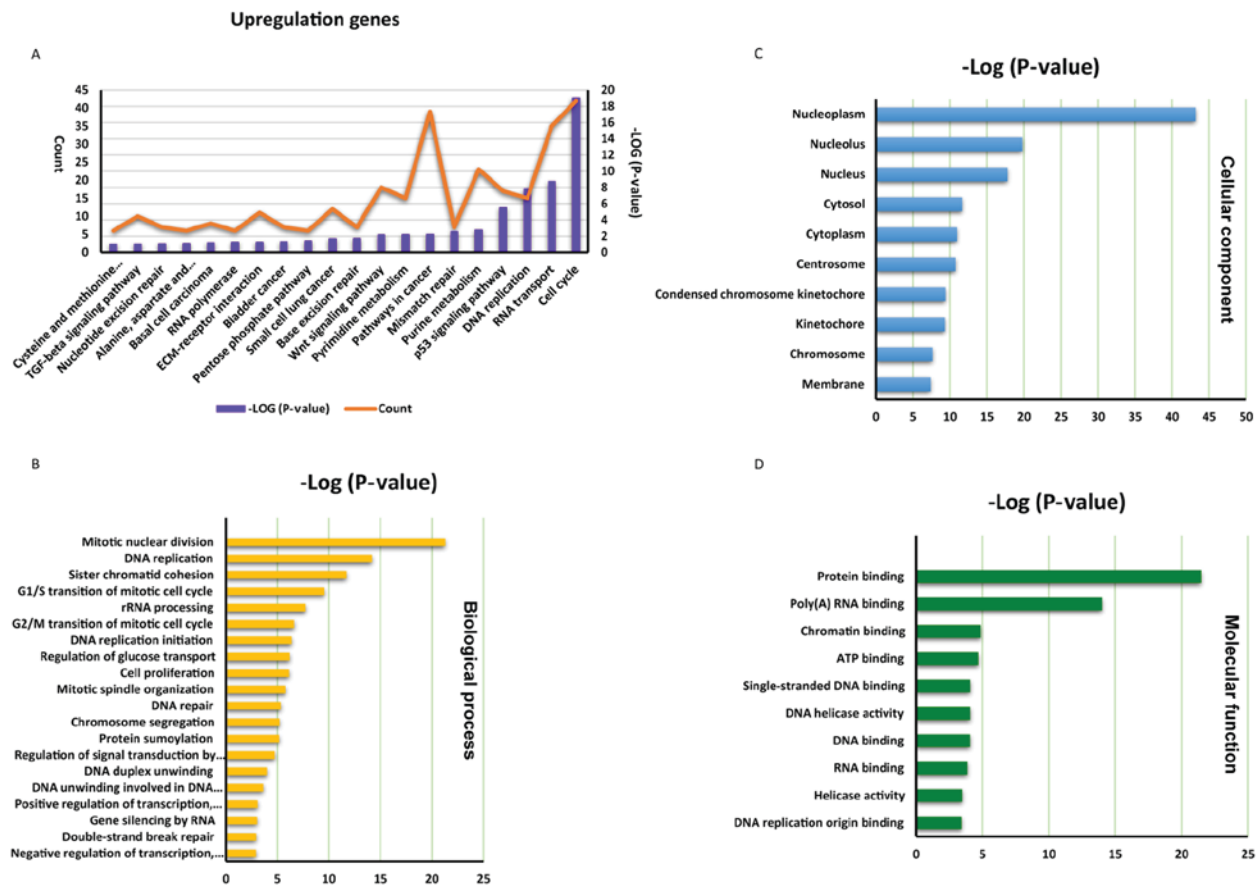 Upregulation genes
A
45
40
35
30
25
20
15
10
5
0
Count
20
18
16
14
12
10
8
6
4
2
0
-LOG (P-value)
Cysteine and methionine...
TGF-beta signaling pathway
Nucleotide excision repair
Alanine, aspartate and...
Basal cell carcinoma
RNA polymerase
ECM-receptor interaction
Bladder cancer
Pentose phosphate pathway
Small cell lung cancer
Base excision repair
Wnt signaling pathway
Pyrimidine metabolism
Pathways in cancer
Mismatch repair
Purine metabolism
p53 signaling pathway
DNA replication
RNA transport
Cell cycle
-LOG (P-value) Count
B
-Log (P-value)
Mitotic nuclear division
DNA replication
Sister chromatid cohesion
G1/S transition of mitotic cell cycle
rRNA processing
G2/M transition of mitotic cell cycle
DNA replication initiation
Regulation of glucose transport
Cell proliferation
Mitotic spindle organization
DNA repair
Chromosome segregation
Protein sumoylation
Regulation of signal transduction by...
DNA duplex unwinding
DNA unwinding involved in DNA...
Positive regulation of transcription,...
Gene silencing by RNA
Double-strand break repair
Negative regulation of transcription,...
0 5 10 15 20 25
Biological process
C
-Log (P-value)
Nucleoplasm
Nucleolus
Nucleus
Cytosol
Cytoplasm
Centrosome
Condensed chromosome kinetochore
Kinetochore
Chromosome
Membrane
0 5 10 15 20 25 30 35 40 45 50
Cellular component
D
-Log (P-value)
Protein binding
Poly(A) RNA binding
Chromatin binding
ATP binding
Single-stranded DNA binding
DNA helicase activity
DNA binding
RNA binding
Helicase activity
DNA replication origin binding
0 5 10 15 20 25
Molecular function